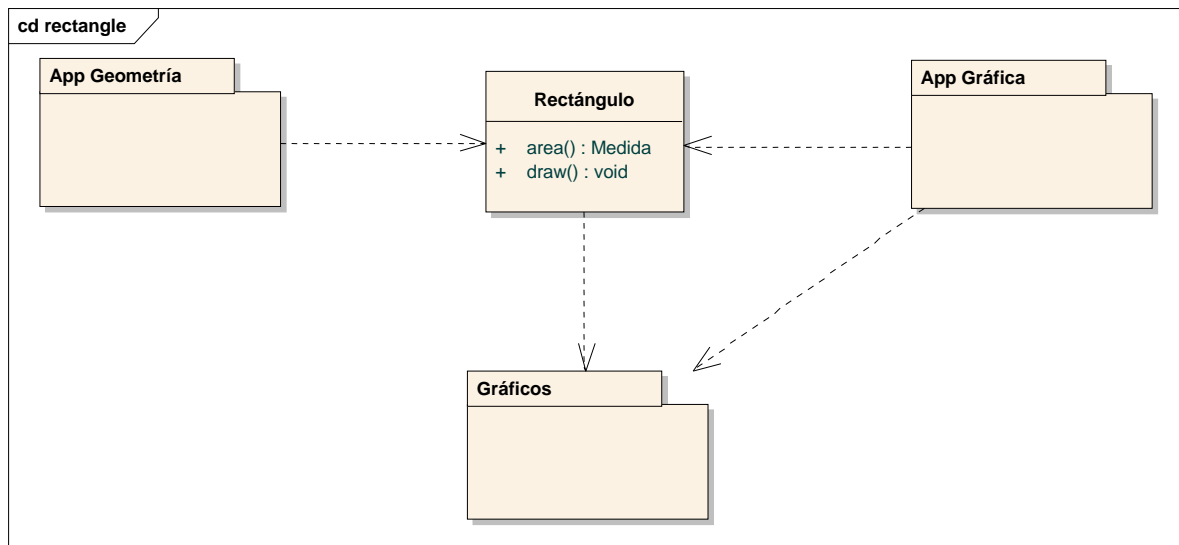 cd rectangle
App Geometría
Rectángulo
+ area() : Medida
+ draw() : void
App Gráfica
Gráficos